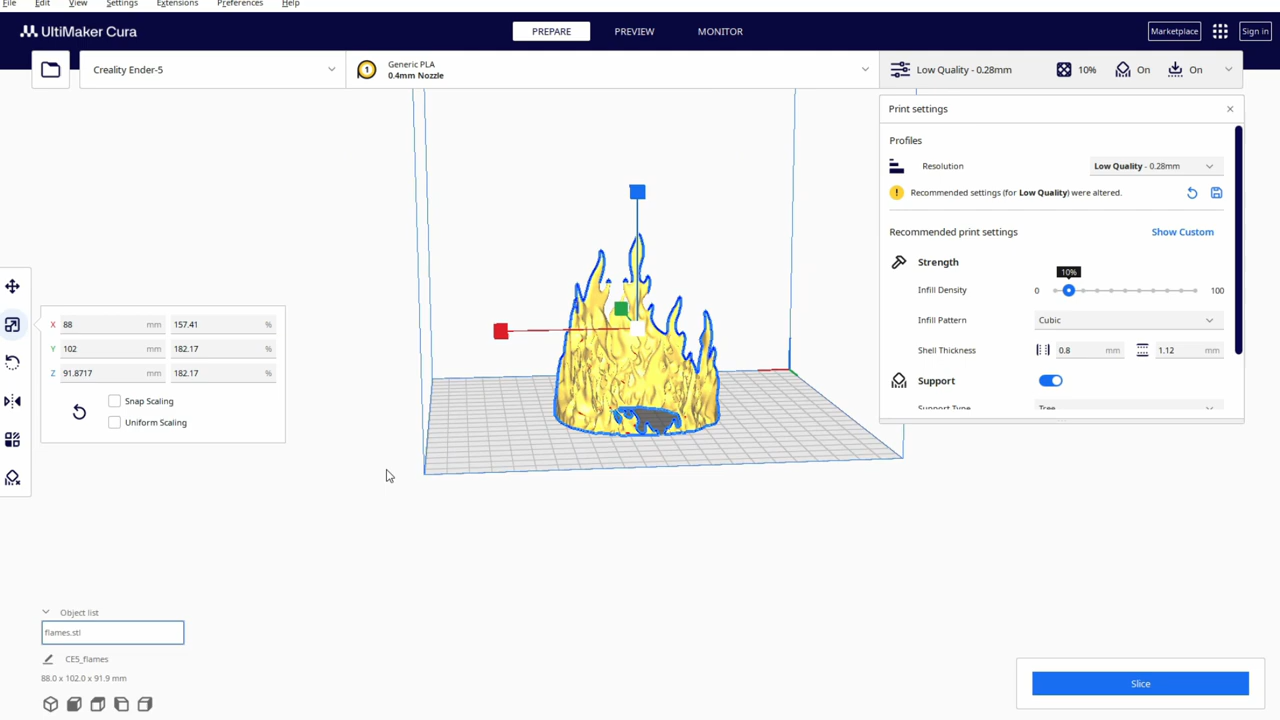 File Edit View Settings Extensions Preferences Help
UltiMaker Cura
PREPARE PREVIEW MONITOR
Marketplace
Sign in
Creality Ender-5
1
Generic PLA
0.4mm Nozzle
Low Quality - 0.28mm
10%
On
On
Print settings
Profiles
Resolution
Low Quality - 0.28mm
! Recommended settings (for Low Quality) were altered.
Recommended print settings
Show Custom
Strength
10%
Infill Density 0 100
Infill Pattern Cubic
Shell Thickness 0.8 mm 1.12 mm
Support
Support Type Tree
X 88 mm 157.41 %
Y 102 mm 182.17 %
Z 91.8717 mm 182.17 %
Snap Scaling
Uniform Scaling
Object list
flames.stl
CE5_flames
88.0 x 102.0 x 91.9 mm
Slice